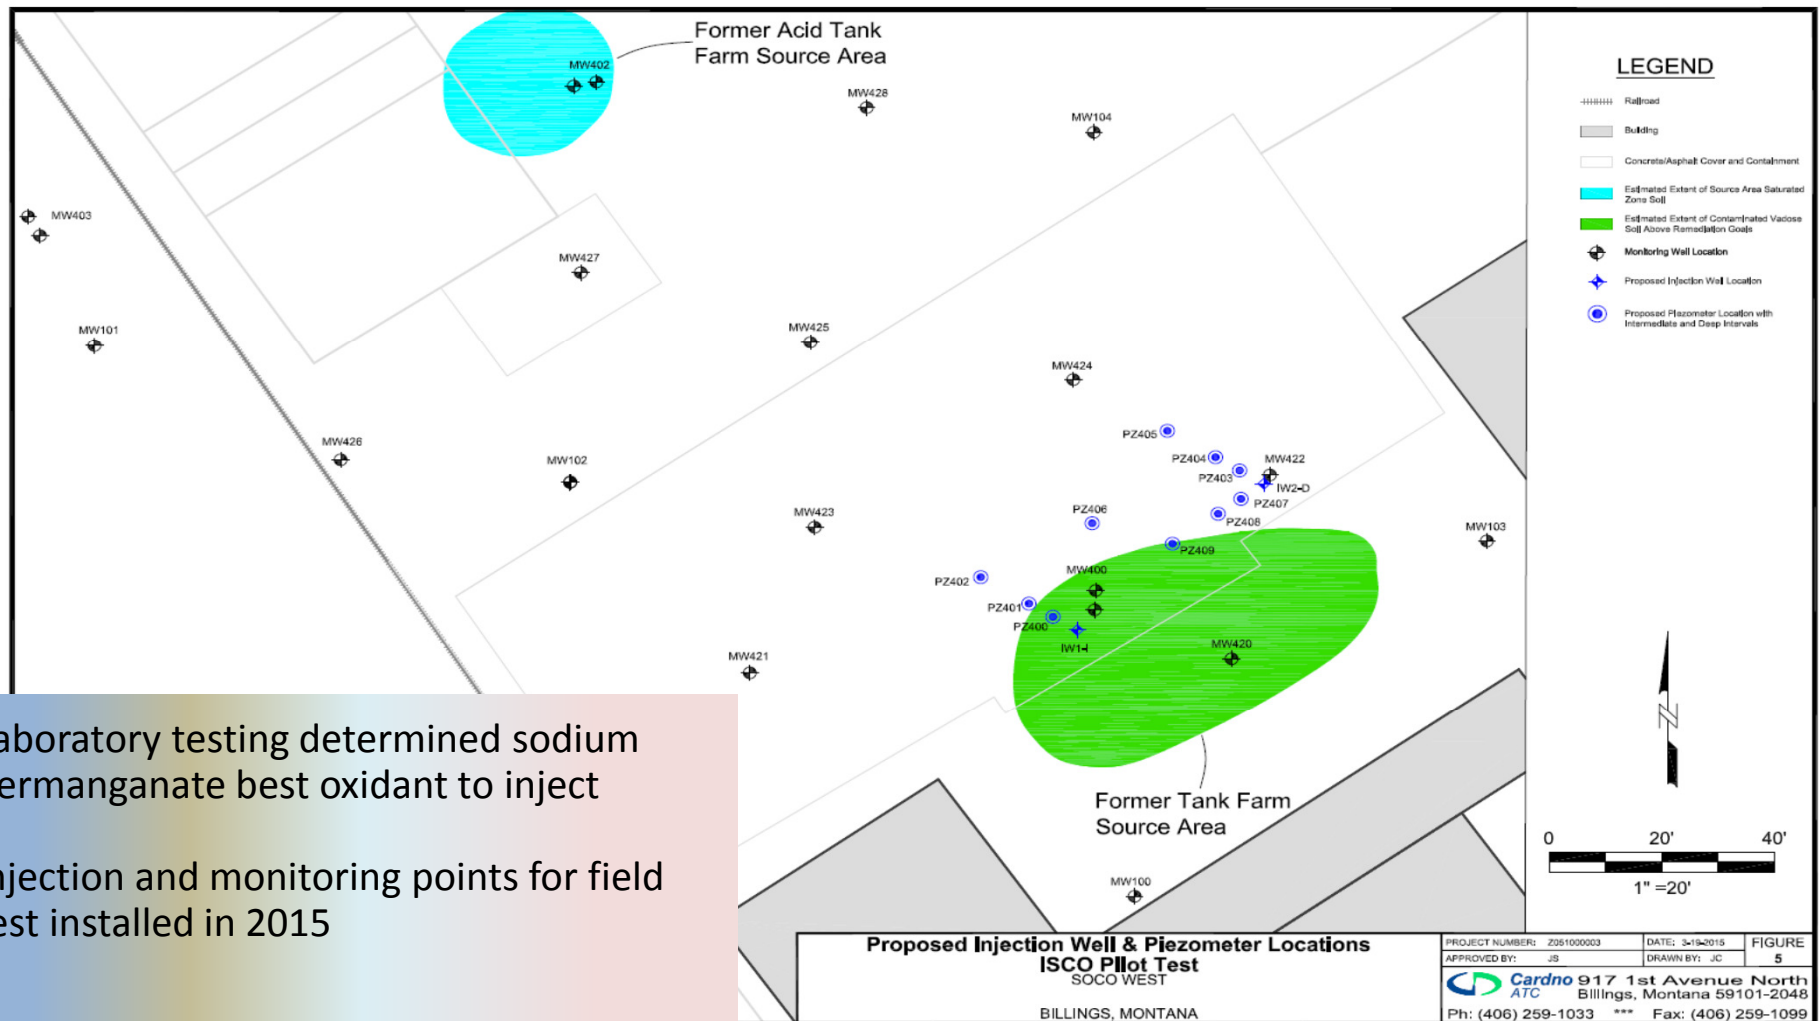 Former Acid Tank
Farm Source Area
MW402
MW428
MW104
MW403
MW427
MW101
MW425
MW424
MW426
MW102
PZ405
PZ404
MW422
PZ403
IW2-D
PZ407
PZ406
PZ408
MW423
MW103
PZ409
MW400
PZ402
PZ401
PZ400
IW1-I
MW420
MW421
Former Tank Farm
Source Area
MW100
LEGEND
Railroad
Building
Concrete/Asphalt Cover and Containment
Estimated Extent of Source Area Saturated
Zone Soil
Estimated Extent of Contaminated Vadose
Soil Above Remediation Goals
Monitoring Well Location
Proposed Injection Well Location
Proposed Piezometer Location with
Intermediate and Deep Intervals
N
0 20' 40'
1" =20'
aboratory testing determined sodium
ermanganate best oxidant to inject
njection and monitoring points for field
est installed in 2015
Proposed Injection Well & Piezometer Locations
ISCO Pilot Test
SOCO WEST
BILLINGS, MONTANA
PROJECT NUMBER: Z051000003 DATE: 3-19-2015 FIGURE
APPROVED BY: JS DRAWN BY: JC 5
Cardno ATC
917 1st Avenue North
Billings, Montana 59101-2048
Ph: (406) 259-1033 *** Fax: (406) 259-1099